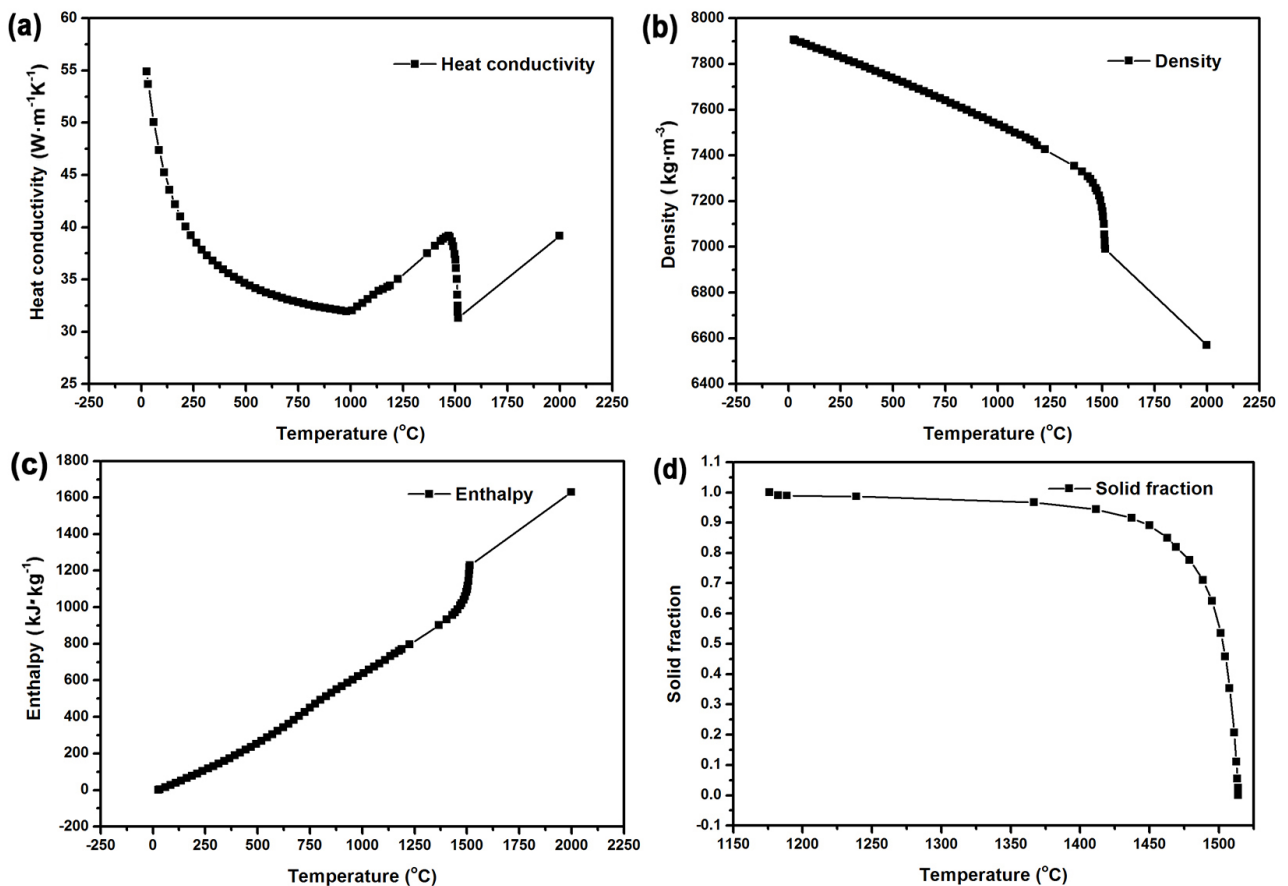 (a)
60
55
50
45
40
35
30
25
Heat conductivity (W·m⁻¹K⁻¹)
Heat conductivity
-250 0 250 500 750 1000 1250 1500 1750 2000 2250
Temperature (°C)
(b)
8000
7800
7600
7400
7200
7000
6800
6600
6400
Density ( kg·m⁻³)
Density
-250 0 250 500 750 1000 1250 1500 1750 2000 2250
Temperature (°C)
(c)
1800
1600
1400
1200
1000
800
600
400
200
0
-200
Enthalpy ( kJ·kg⁻¹)
Enthalpy
-250 0 250 500 750 1000 1250 1500 1750 2000 2250
Temperature (°C)
(d)
1.1
1.0
0.9
0.8
0.7
0.6
0.5
0.4
0.3
0.2
0.1
0.0
-0.1
Solid fraction
Solid fraction
1150 1200 1250 1300 1350 1400 1450 1500
Temperature (°C)